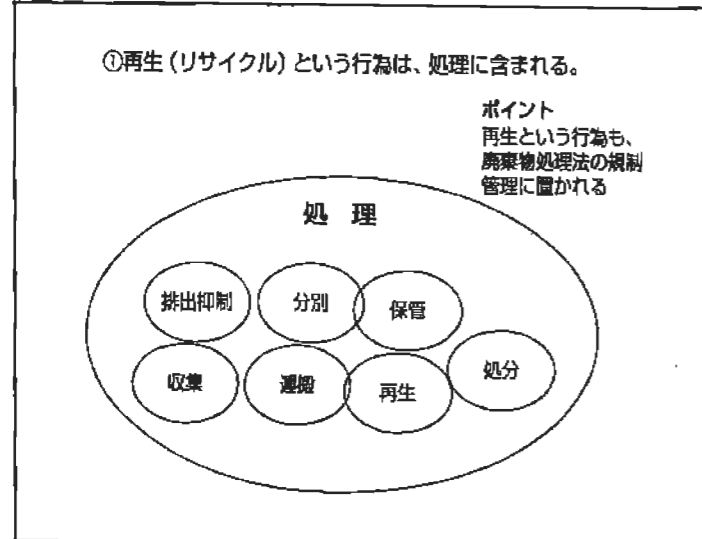 ①再生(リサイクル)という行為は、処理に含まれる。
ポイント
再生という行為も、
廃棄物処理法の規制
管理に置かれる
処 理
排出抑制
分別
保管
収集
運搬
再生
処分